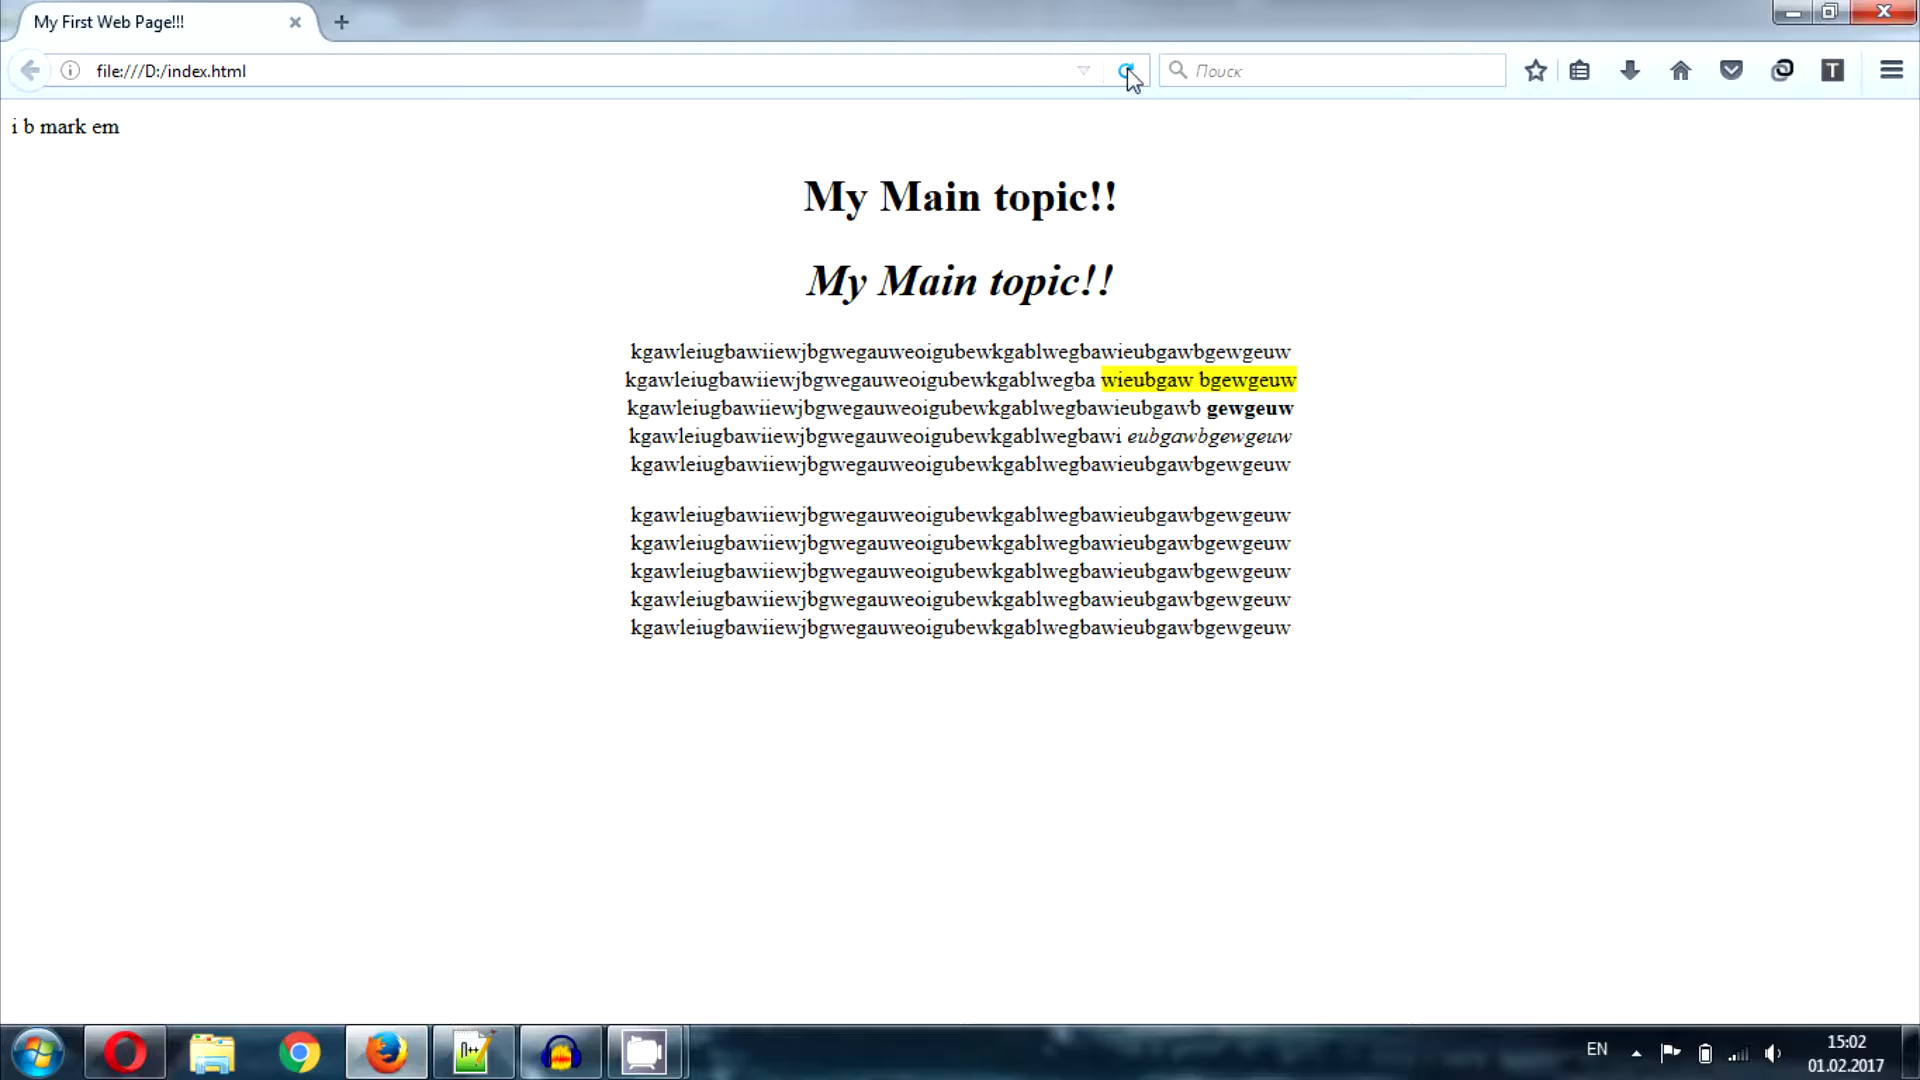 My First Web Page!!!
file:///D:/index.html
Поиск
i b mark em
My Main topic!!
My Main topic!!
kgawleiugbawiiewjbgwegauweoigubewkgablwegbawieubgawbgewgeuw
kgawleiugbawiiewjbgwegauweoigubewkgablwegba wieubgaw bgewgeuw
kgawleiugbawiiewjbgwegauweoigubewkgablwegbawieubgawb gewgeuw
kgawleiugbawiiewjbgwegauweoigubewkgablwegbawi eubgawbgewgeuw
kgawleiugbawiiewjbgwegauweoigubewkgablwegbawieubgawbgewgeuw
kgawleiugbawiiewjbgwegauweoigubewkgablwegbawieubgawbgewgeuw
kgawleiugbawiiewjbgwegauweoigubewkgablwegbawieubgawbgewgeuw
kgawleiugbawiiewjbgwegauweoigubewkgablwegbawieubgawbgewgeuw
kgawleiugbawiiewjbgwegauweoigubewkgablwegbawieubgawbgewgeuw
kgawleiugbawiiewjbgwegauweoigubewkgablwegbawieubgawbgewgeuw
EN
15:02
01.02.2017